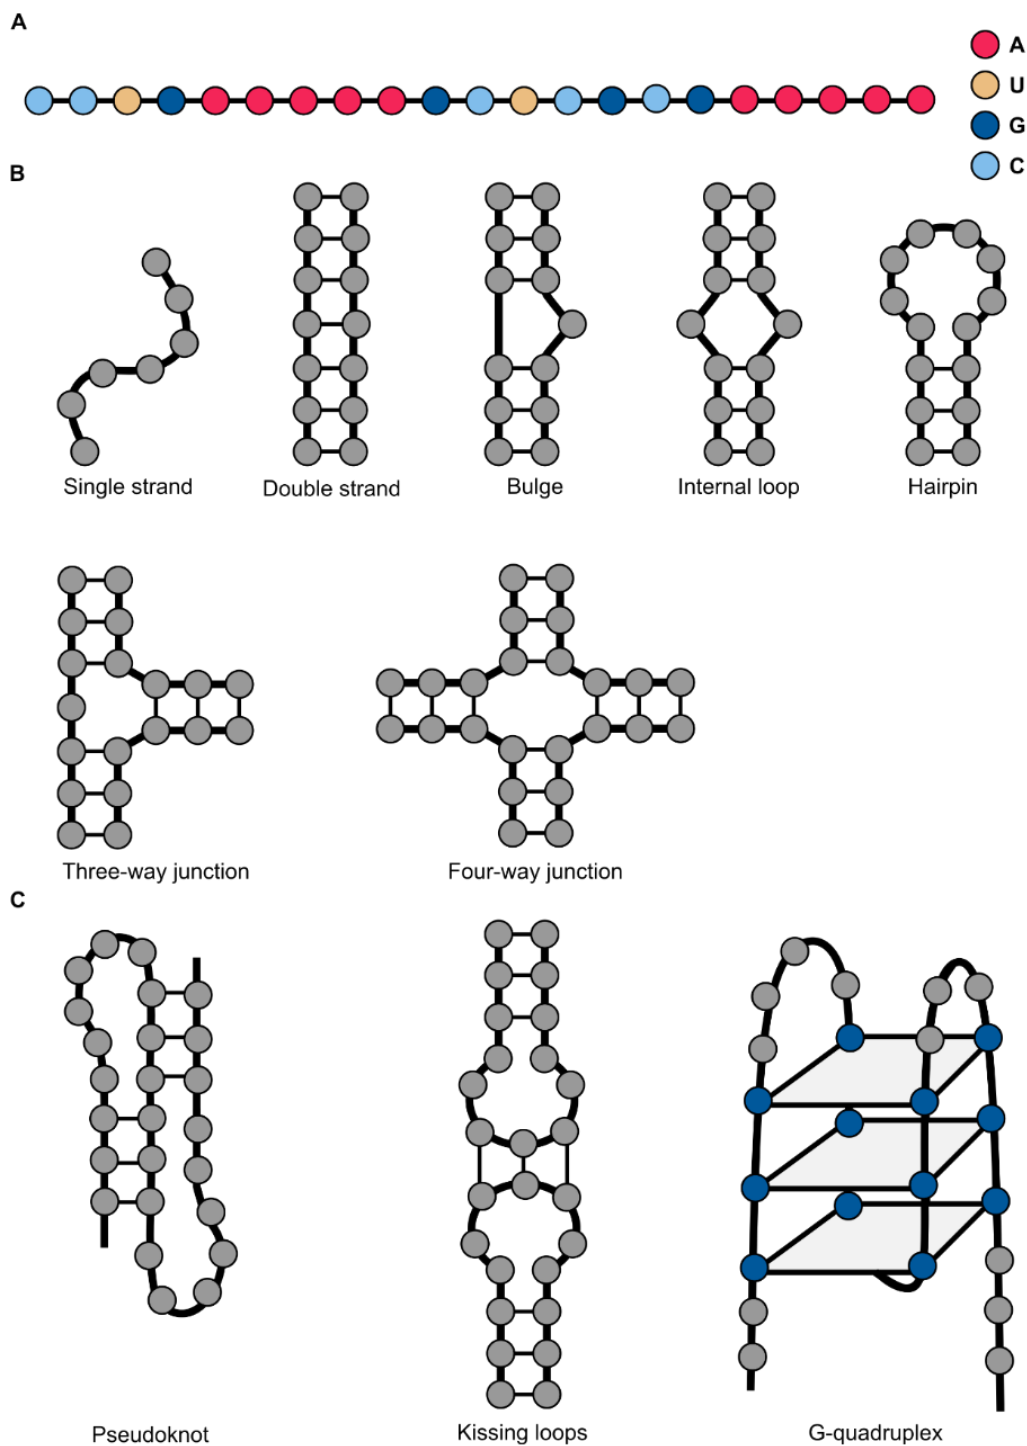 A
A
U
G
C
B
Single strand
Double strand
Bulge
Internal loop
Hairpin
Three-way junction
Four-way junction
C
Pseudoknot
Kissing loops
G-quadruplex